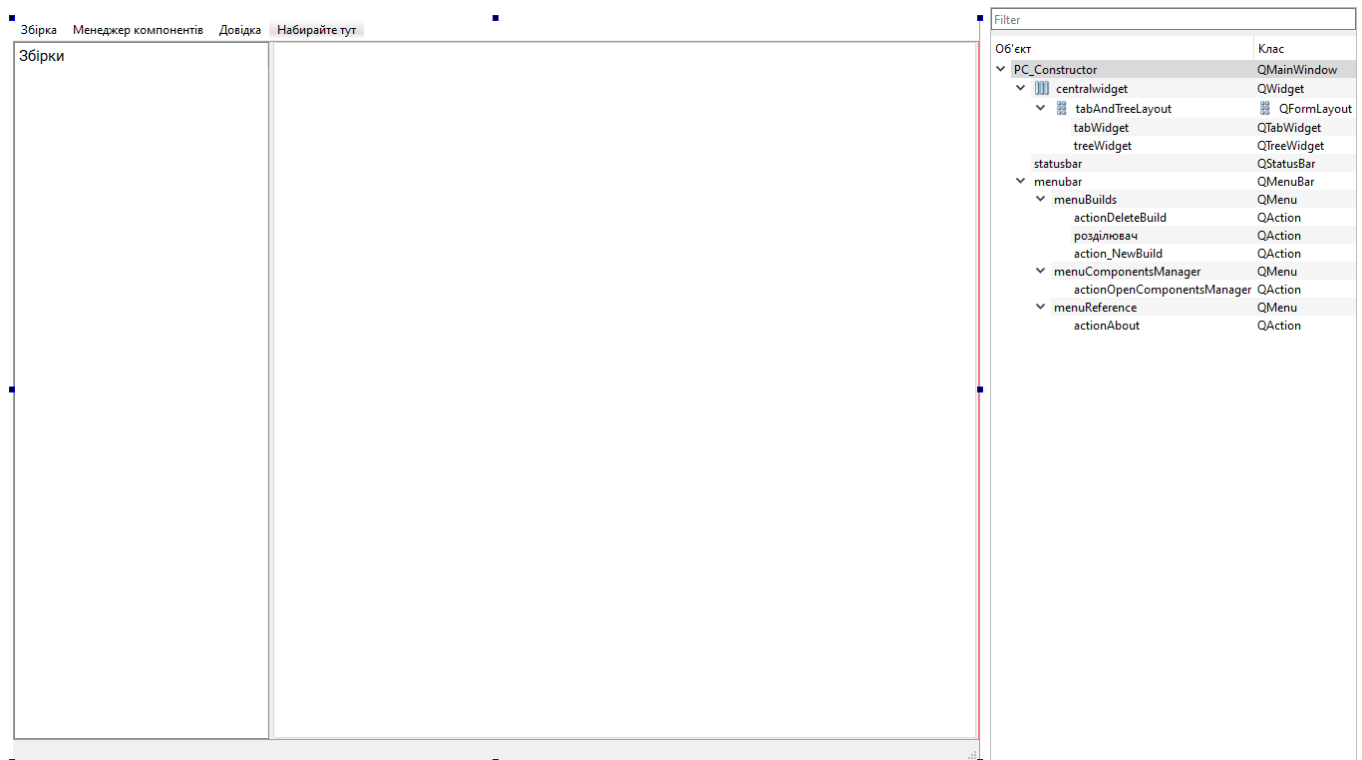 Збірка Менеджер компонентів Довідка Набирайте тут
Збірки
Filter
Об'єкт Клас
PC_Constructor QMainWindow
centralwidget QWidget
tabAndTreeLayout QFormLayout
tabWidget QTabWidget
treeWidget QTreeWidget
statusbar QStatusBar
menubar QMenuBar
menuBuilds QMenu
actionDeleteBuild QAction
розділювач QAction
action_NewBuild QAction
menuComponentsManager QMenu
actionOpenComponentsManager QAction
menuReference QMenu
actionAbout QAction